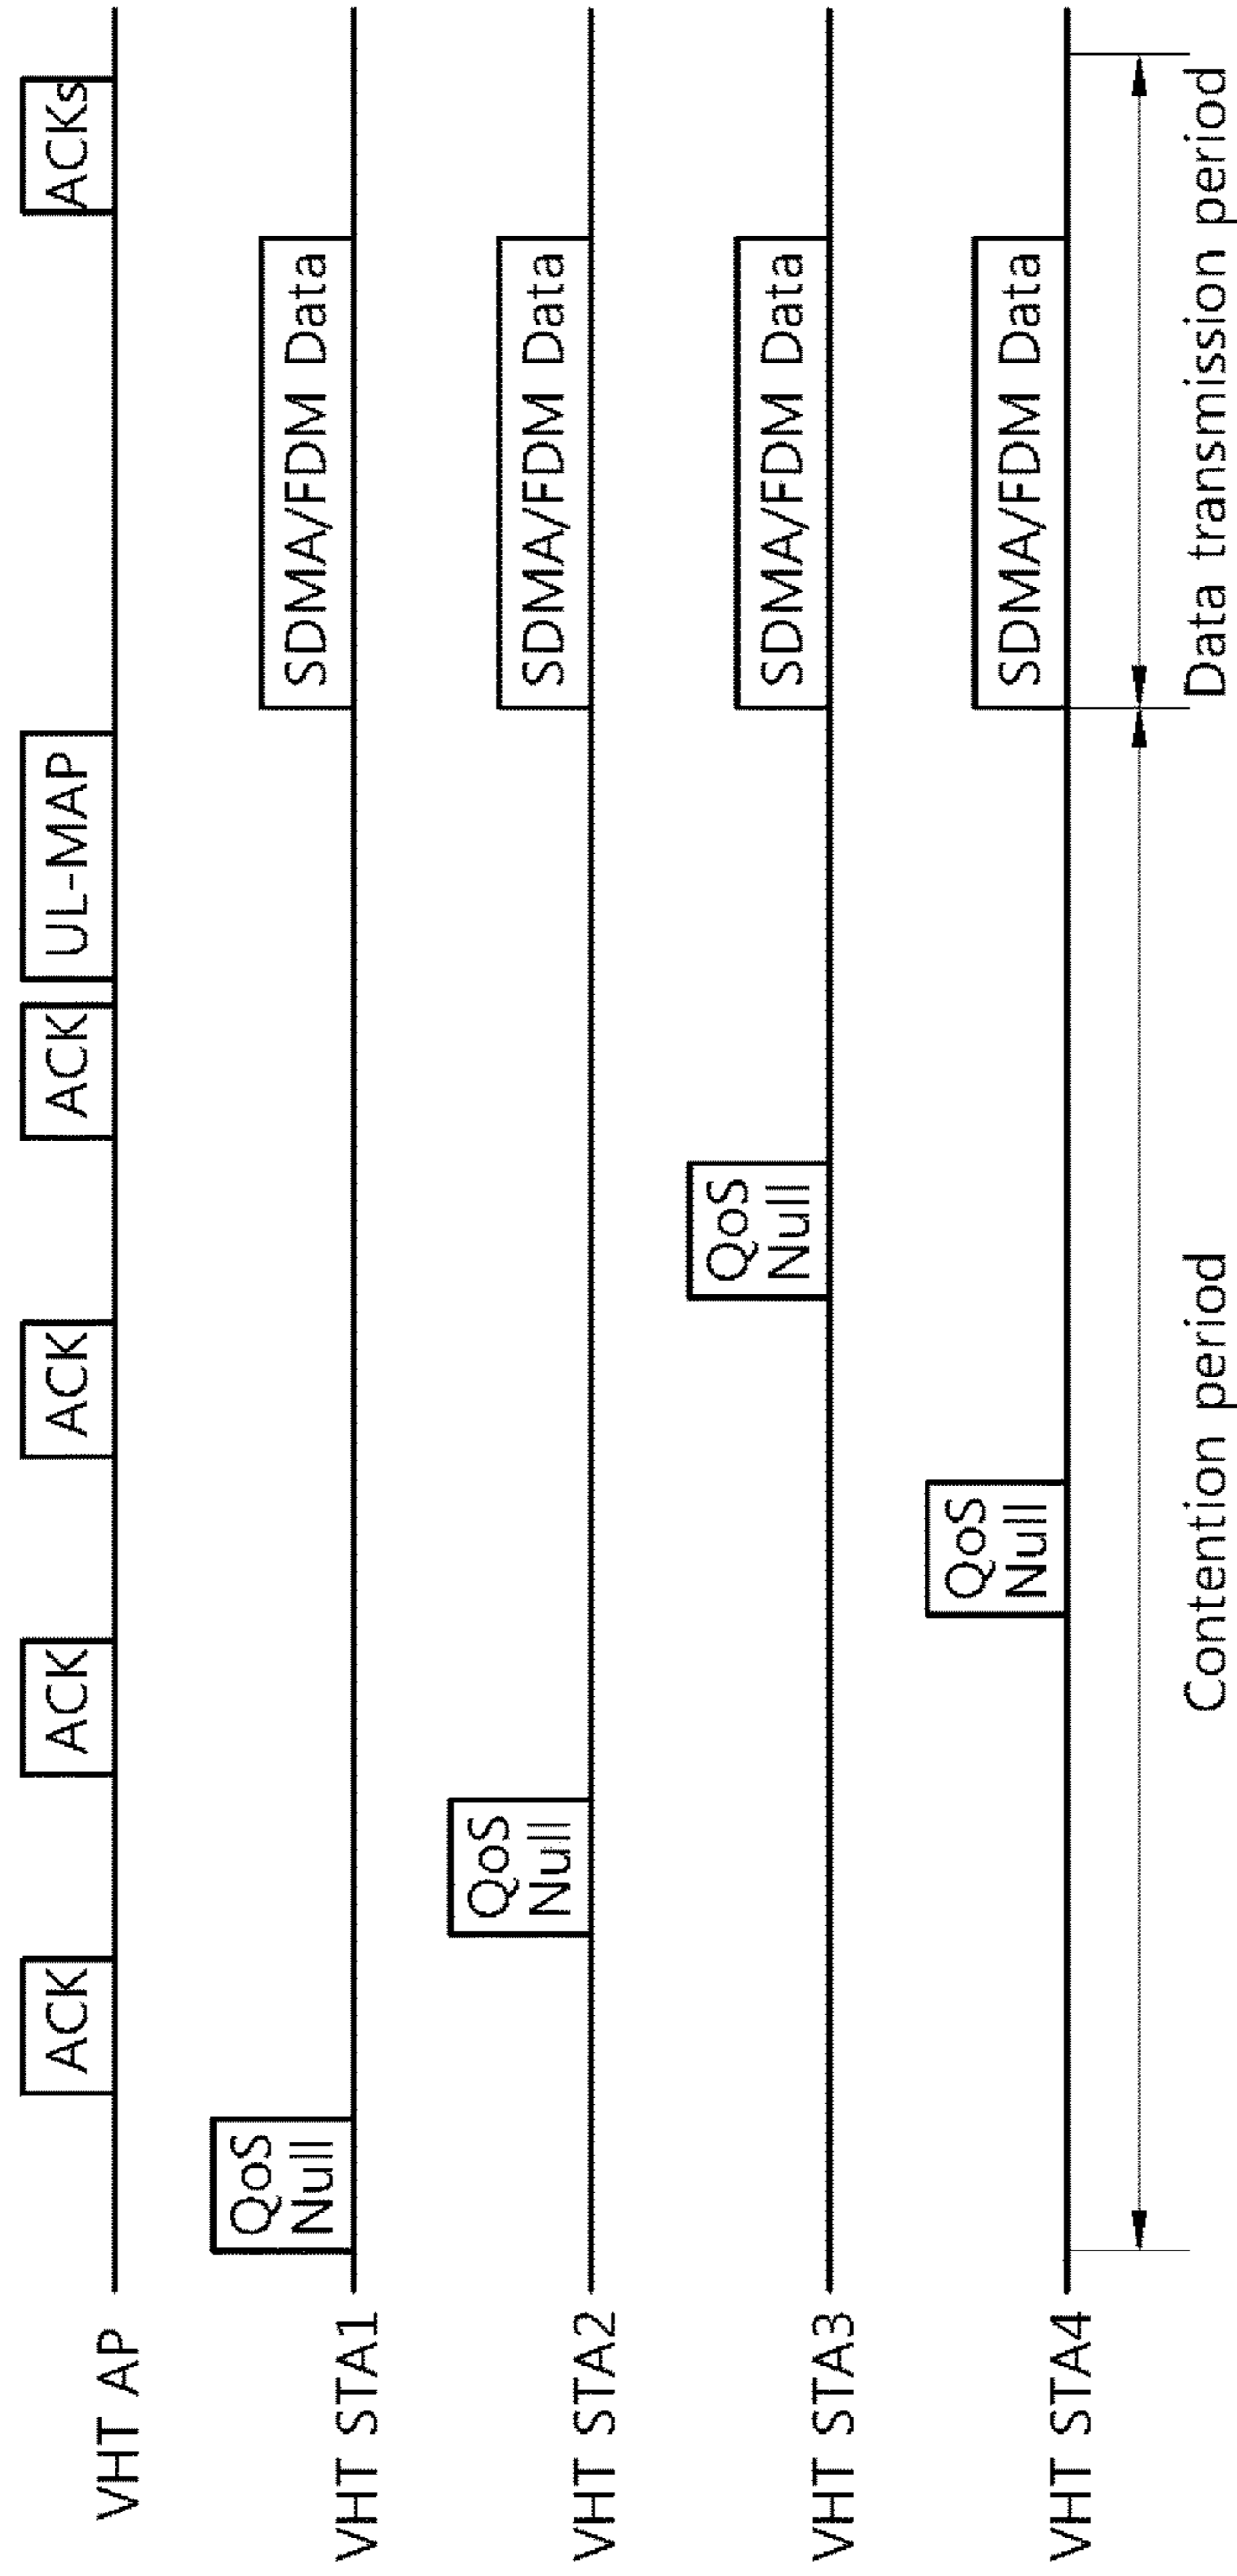 VHT AP
ACK
ACK
ACK
ACK
UL-MAP
ACKs
VHT STA1
QoS
Null
SDMA/FDM Data
VHT STA2
QoS
Null
SDMA/FDM Data
VHT STA3
QoS
Null
SDMA/FDM Data
VHT STA4
QoS
Null
SDMA/FDM Data
Contention period
Data transmission period